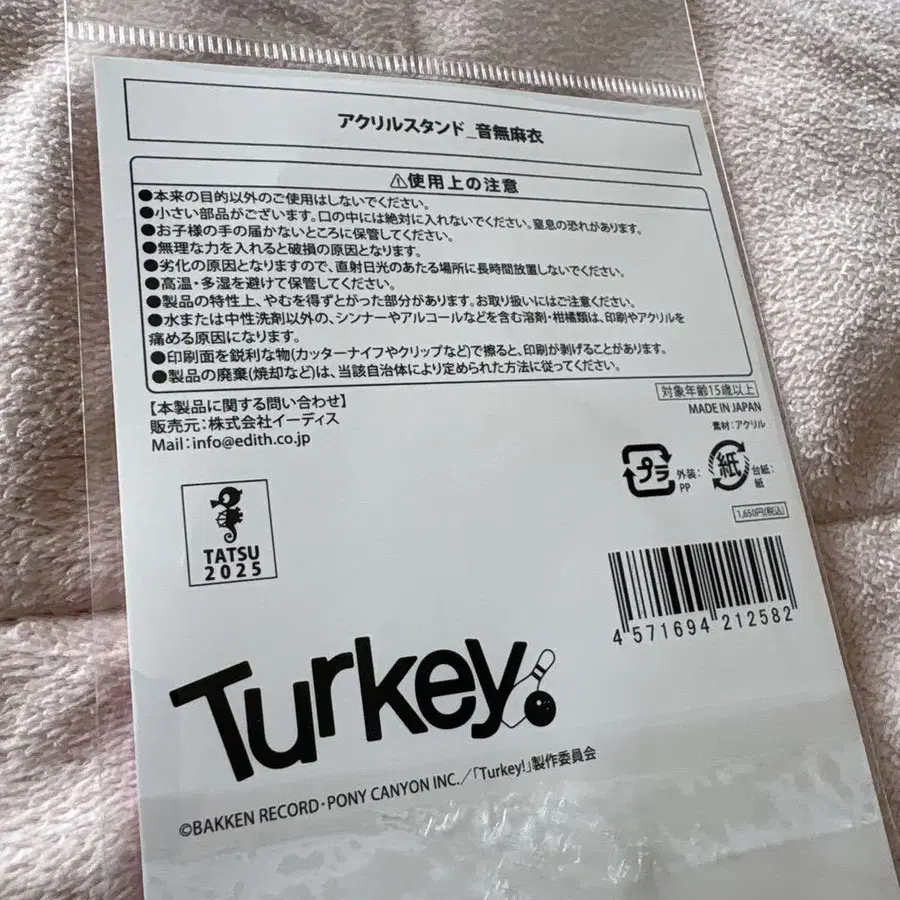 アクリルスタンド_音無麻衣
⚠使用上の注意
●本来の目的以外のご使用はしないでください。
●小さい部品がございます。口の中には絶対に入れないでください。窒息の恐れがあります。
●お子様の手の届かないところに保管してください。
●無理な力を入れると破損の原因となります。
●劣化の原因となりますので、直射日光のあたる場所に長時間放置しないでください。
●高温・多湿を避けて保管してください。
●製品の特性上、やむを得ずとがった部分があります。お取り扱いにはご注意ください。
●水または中性洗剤以外の、シンナーやアルコールなどを含む溶剤・柑橘類は、印刷やアクリルを
痛める原因になります。
●印刷面を鋭利な物(カッターナイフやクリップなど)で擦ると、印刷が剥げることがあります。
●製品の廃棄(焼却など)は、当該自治体により定められた方法に従ってください。
【本製品に関する問い合わせ】
販売元：株式会社イーディス
Mail：info@edith.co.jp
対象年齢15歳以上
MADE IN JAPAN
素材：アクリル
プラ
外装：
PP
紙
台紙：
紙
1,650円(税込)
TATSU
2025
4 571694 212582
Turkey!
©BAKKEN RECORD・PONY CANYON INC.／「Turkey!」製作委員会